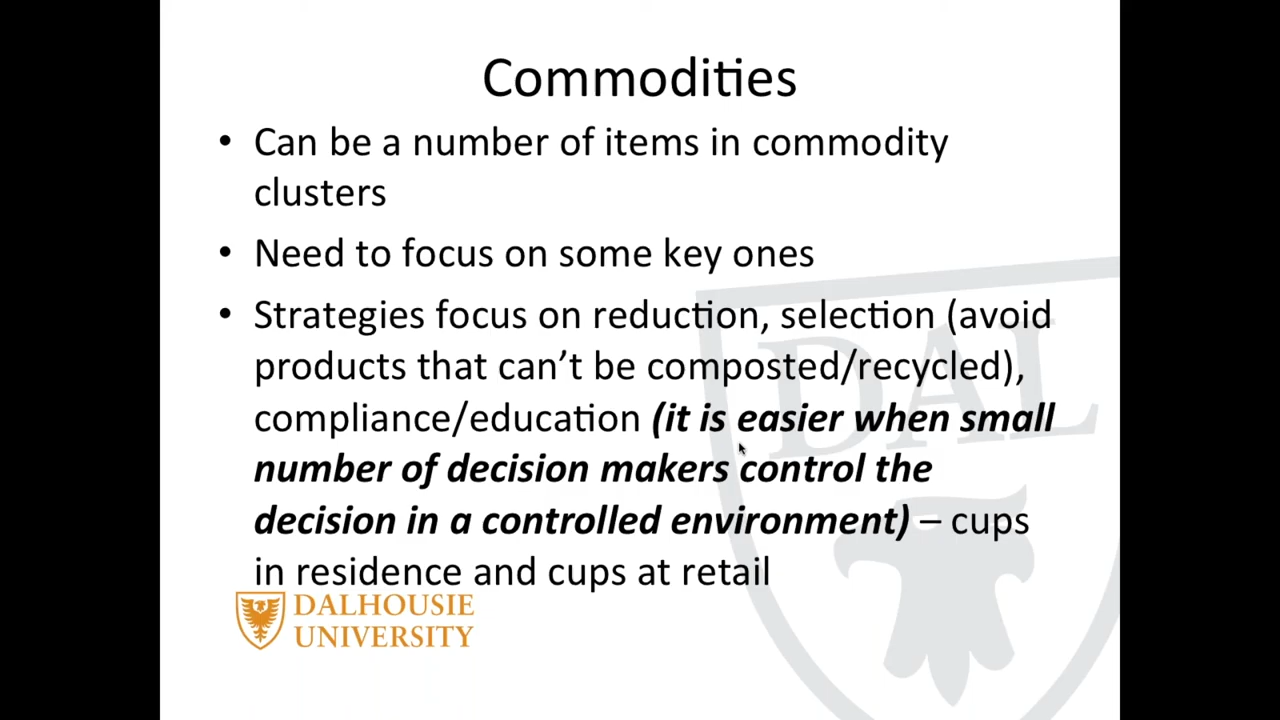 Commodities
• Can be a number of items in commodity
clusters
• Need to focus on some key ones
• Strategies focus on reduction, selection (avoid
products that can’t be composted/recycled),
compliance/education (it is easier when small
number of decision makers control the
decision in a controlled environment) – cups
in residence and cups at retail
DALHOUSIE
UNIVERSITY
DAL